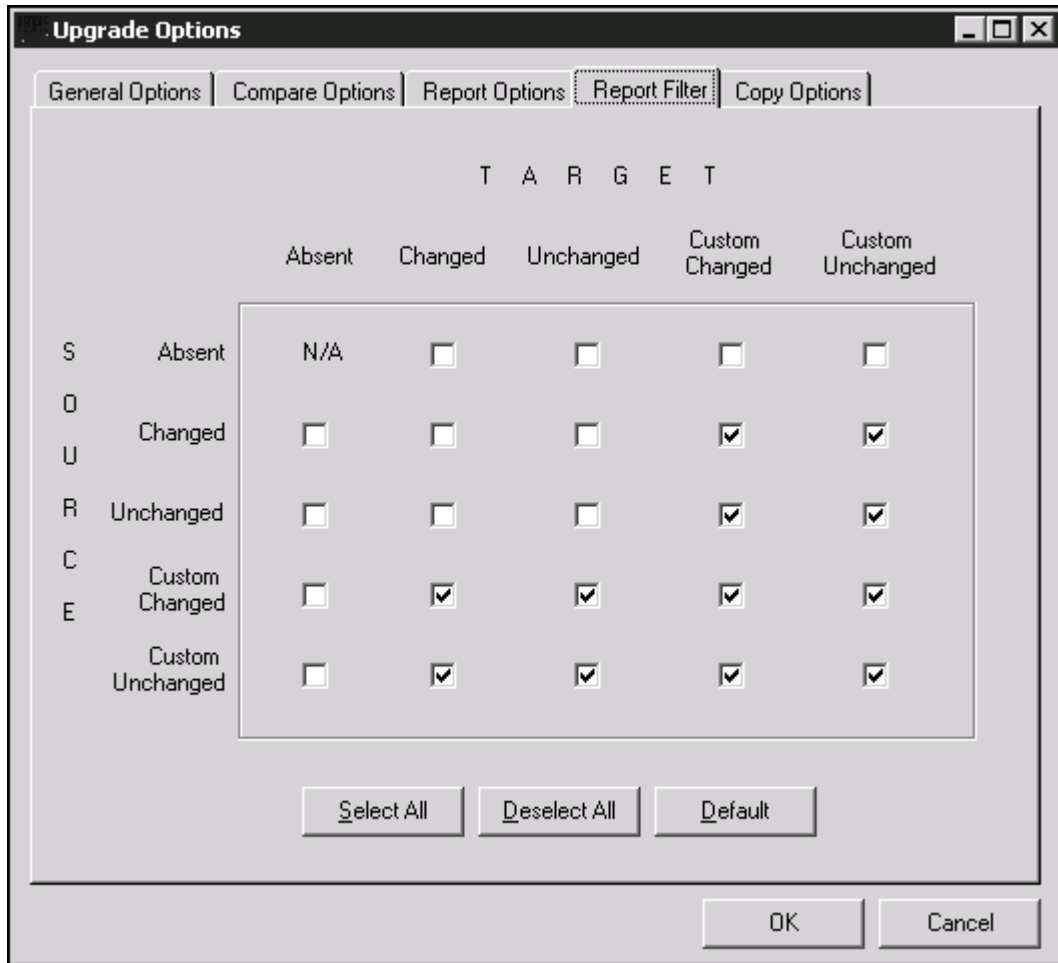 Upgrade Options
General Options Compare Options Report Options Report Filter Copy Options
T A R G E T
Absent Changed Unchanged Custom Changed Custom Unchanged
S O U R C E
Absent N/A
Changed
Unchanged
Custom
Changed
Custom
Unchanged
Select All Deselect All Default
OK Cancel